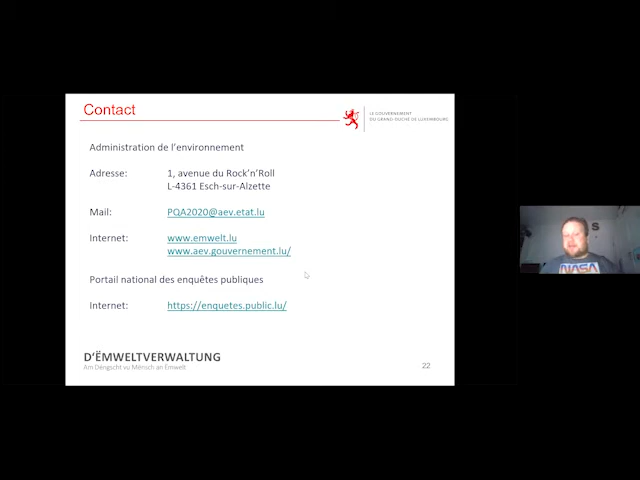 Contact
LE GOUVERNEMENT
DU GRAND-DUCHÉ DE LUXEMBOURG
Administration de l'environnement
Adresse: 1, avenue du Rock'n'Roll
L-4361 Esch-sur-Alzette
Mail: PQA2020@aev.etat.lu
Internet: www.emwelt.lu
www.aev.gouvernement.lu/
Portail national des enquêtes publiques
Internet: https://enquetes.public.lu/
D'ËMWELTVERWALTUNG
Am Déngscht vu Mënsch an Ëmwelt
22
S
NASA